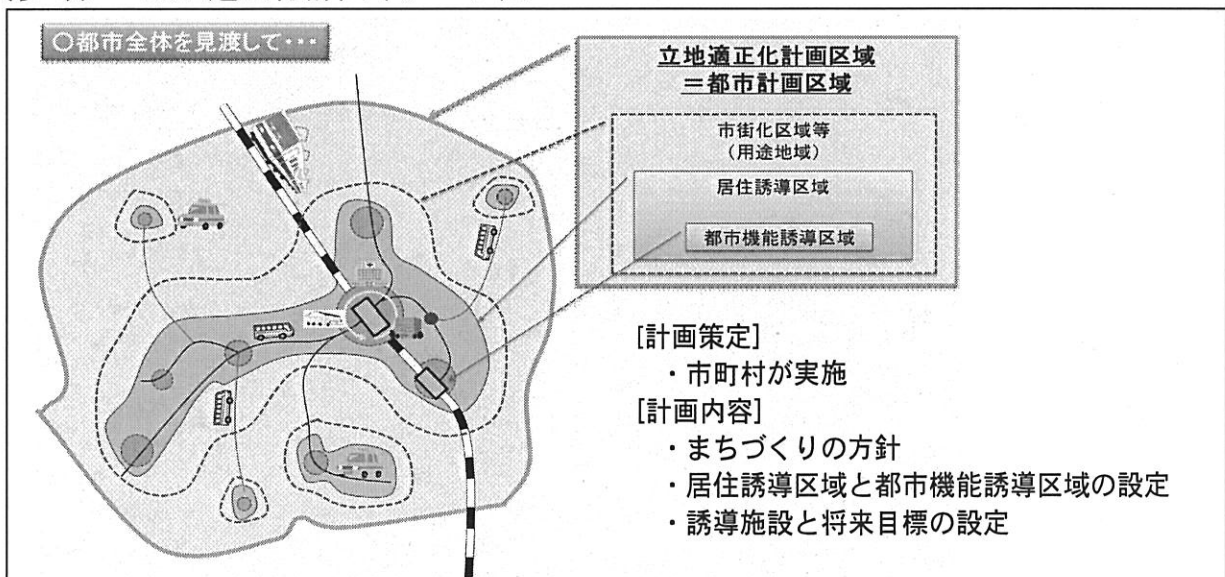 〇都市全体を見渡して・・・
立地適正化計画区域
＝都市計画区域
市街化区域等
（用途地域）
居住誘導区域
都市機能誘導区域
[計画策定]
・市町村が実施
[計画内容]
・まちづくりの方針
・居住誘導区域と都市機能誘導区域の設定
・誘導施設と将来目標の設定